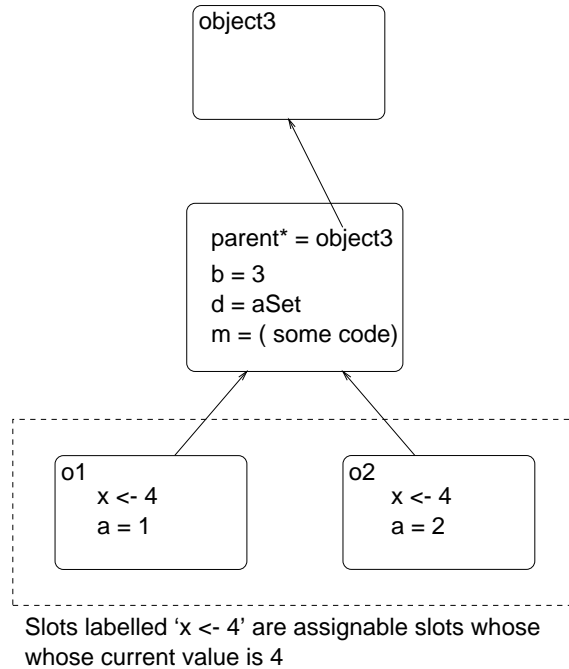 object3
parent* = object3
b = 3
d = aSet
m = ( some code)
o1
x <- 4
a = 1
o2
x <- 4
a = 2
Slots labelled ‘x <- 4’ are assignable slots whose
whose current value is 4